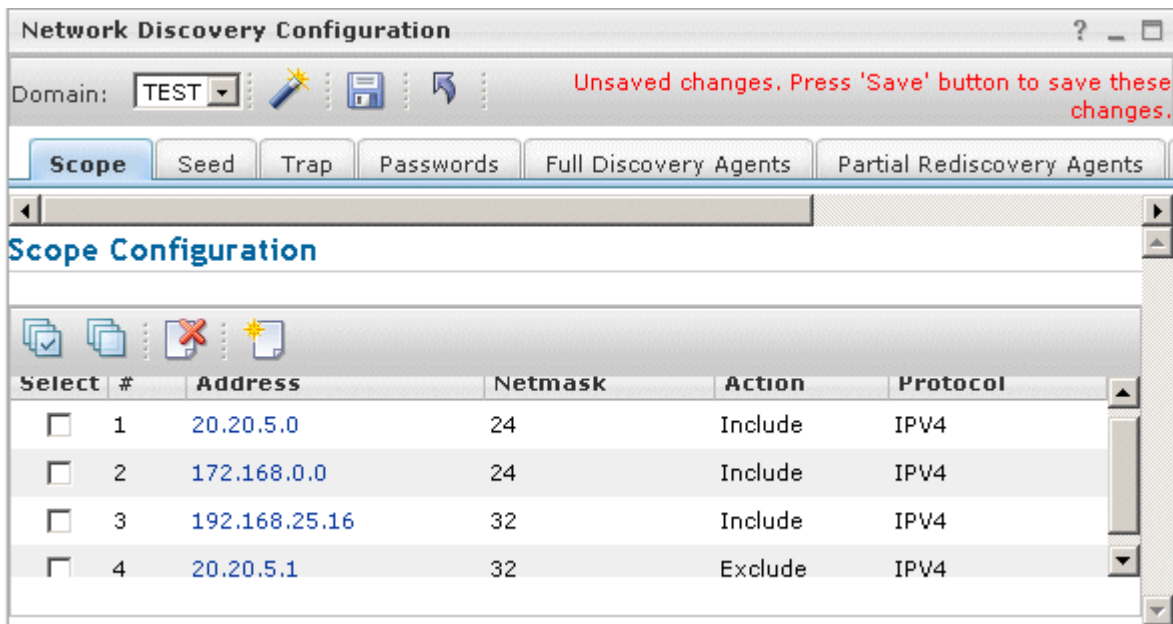 Network Discovery Configuration ?
Domain: TEST Unsaved changes. Press 'Save' button to save these
changes.
Scope Seed Trap Passwords Full Discovery Agents Partial Rediscovery Agents
Scope Configuration
Select # Address Netmask Action Protocol
1 20.20.5.0 24 Include IPV4
2 172.168.0.0 24 Include IPV4
3 192.168.25.16 32 Include IPV4
4 20.20.5.1 32 Exclude IPV4